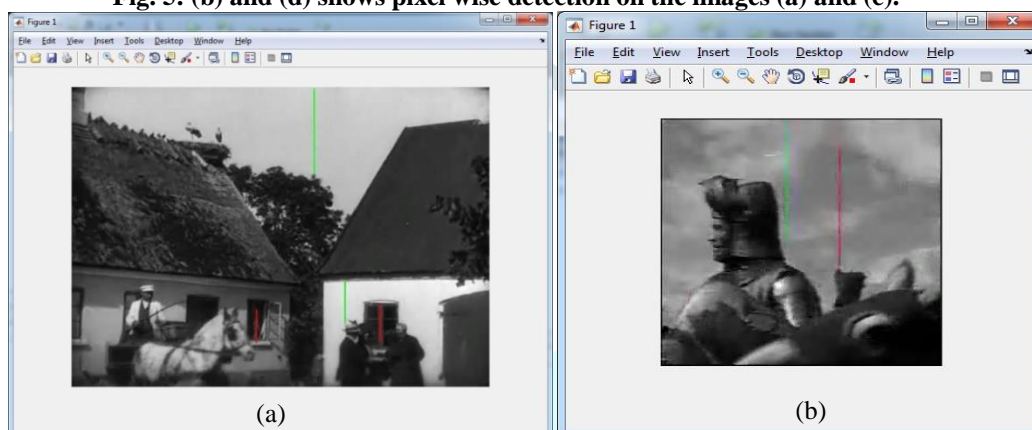 Fig. 5: (b) and (d) shows pixel wise detection on the images (a) and (c).
Figure 1
File Edit View Insert Tools Desktop Window Help
(a)
Figure 1
File Edit View Insert Tools Desktop Window Help
(b)